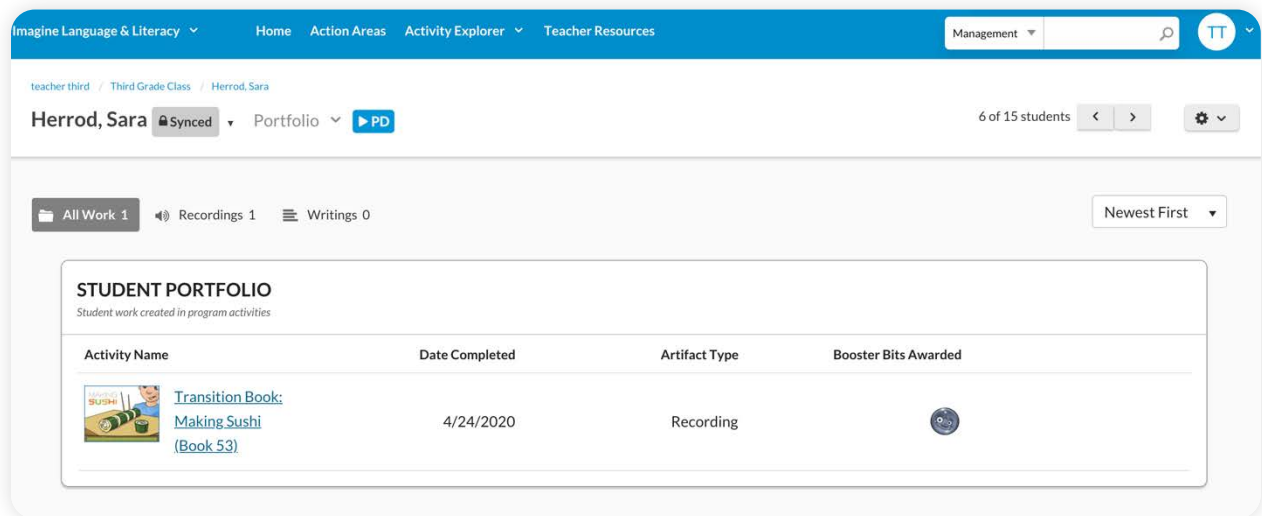 Imagine Language & Literacy Home Action Areas Activity Explorer Teacher Resources Management TT
teacher third / Third Grade Class / Herrod, Sara
Herrod, Sara Synced Portfolio PD 6 of 15 students
All Work 1 Recordings 1 Writings 0 Newest First
STUDENT PORTFOLIO
Student work created in program activities
Activity Name Date Completed Artifact Type Booster Bits Awarded
MAKING
SUSHI
Transition Book:
Making Sushi 4/24/2020 Recording
(Book 53)